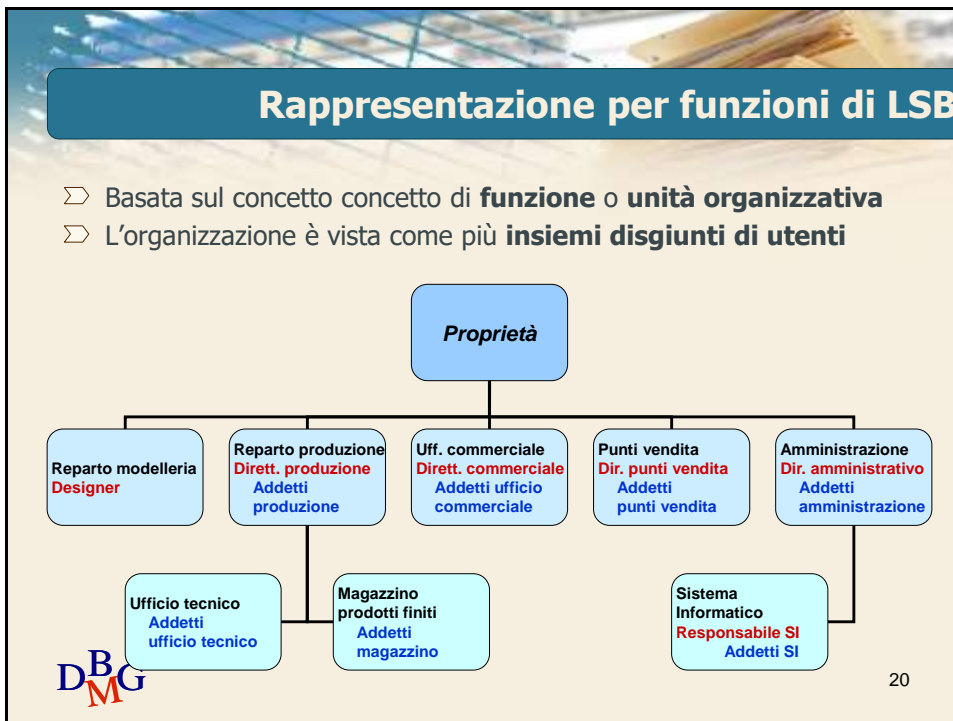 Rappresentazione per funzioni di LSB
Basata sul concetto concetto di funzione o unità organizzativa
L'organizzazione è vista come più insiemi disgiunti di utenti
Proprietà
Reparto modelleria
Designer
Reparto produzione
Dirett. produzione
Addetti
produzione
Uff. commerciale
Dirett. commerciale
Addetti ufficio
commerciale
Punti vendita
Dir. punti vendita
Addetti
punti vendita
Amministrazione
Dir. amministrativo
Addetti
amministrazione
Ufficio tecnico
Addetti
ufficio tecnico
Magazzino
prodotti finiti
Addetti
magazzino
Sistema
Informatico
Responsabile SI
Addetti SI
DBMG
20